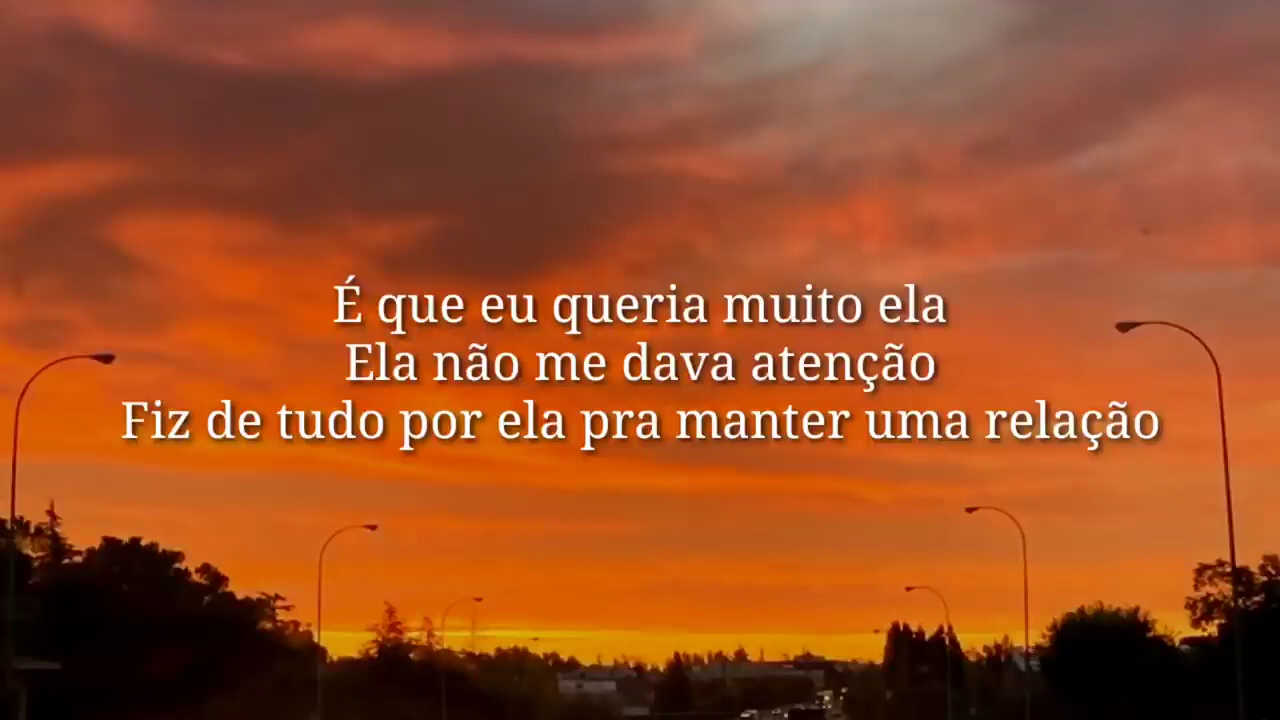 É que eu queria muito ela
Ela não me dava atenção
Fiz de tudo por ela pra manter uma relação